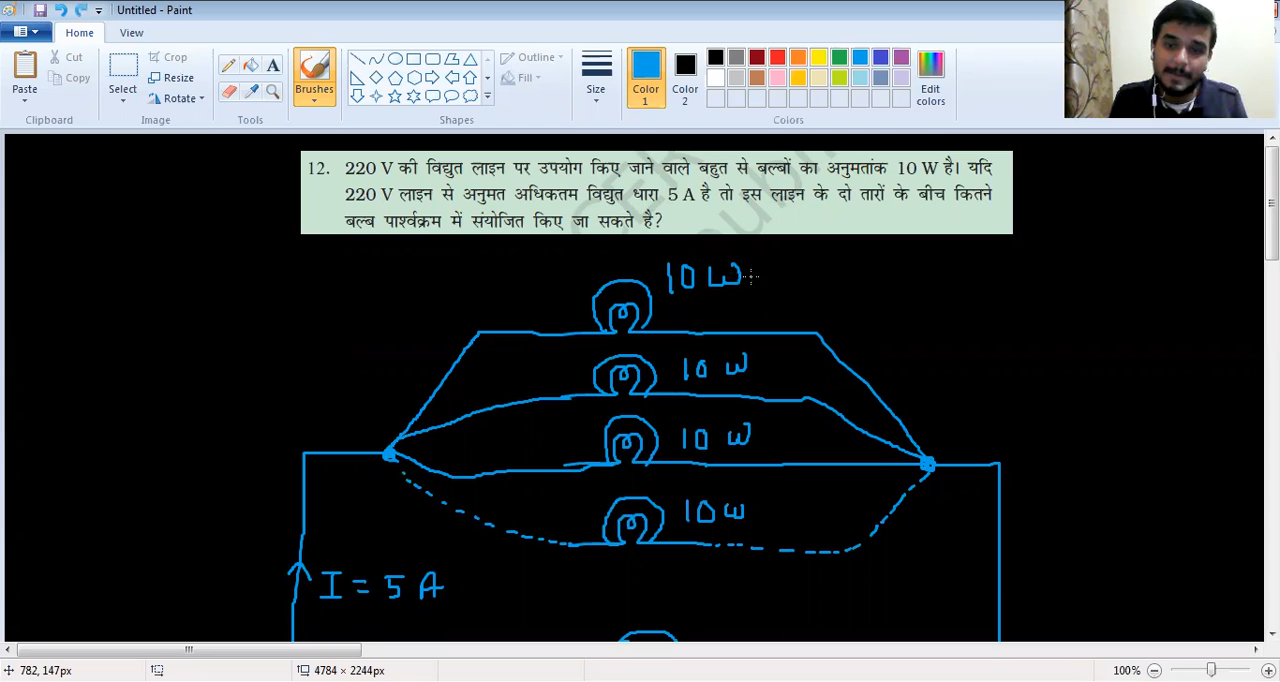 Untitled - Paint
Home View
Paste
Cut
Copy
Clipboard
Select
Crop
Resize
Rotate
Image
Tools
Brushes
Shapes
Outline
Fill
Size
Color 1
Color 2
Edit colors
Colors
12. 220 V की विद्युत लाइन पर उपयोग किए जाने वाले बहुत से बल्बों का अनुमतांक 10 W है। यदि
220 V लाइन से अनुमत अधिकतम विद्युत धारा 5 A है तो इस लाइन के दो तारों के बीच कितने
बल्ब पार्श्वक्रम में संयोजित किए जा सकते है?
10 W
10 W
10 W
10 W
I = 5 A
782, 147px
4784 × 2244px
100%